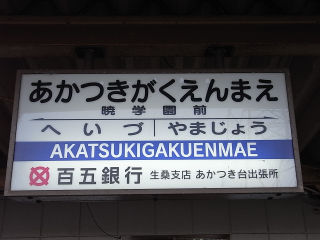 あかつきがくえんまえ
暁学園前
へいづ やまじょう
AKATSUKIGAKUENMAE
百五銀行 生桑支店 あかつき台出張所